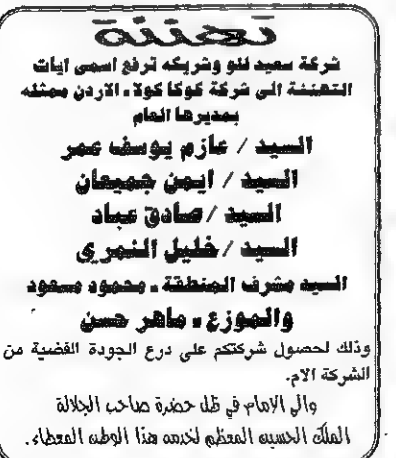 تهنئة
شركة سعيد فلو وشريكه ترفع اسمى ايات
التهنئة الى شركة كوكا كولا - الاردن ممثله
بمديرها العام
السيد / عازم يوسف عمر
السيد / ايمن جميعان
السيد / صادق عباد
السيد / خليل النمري
السيد مشرف المنطقة - محمود مسعود
والموزع - ماهر حسن
وذلك لحصول شركتكم على درع الجودة الفضية من
الشركة الام.
والى الامام في ظل حضرة صاحب الجلالة
الملك الحسين المعظم لخدمه هذا الوطن المعطاء.